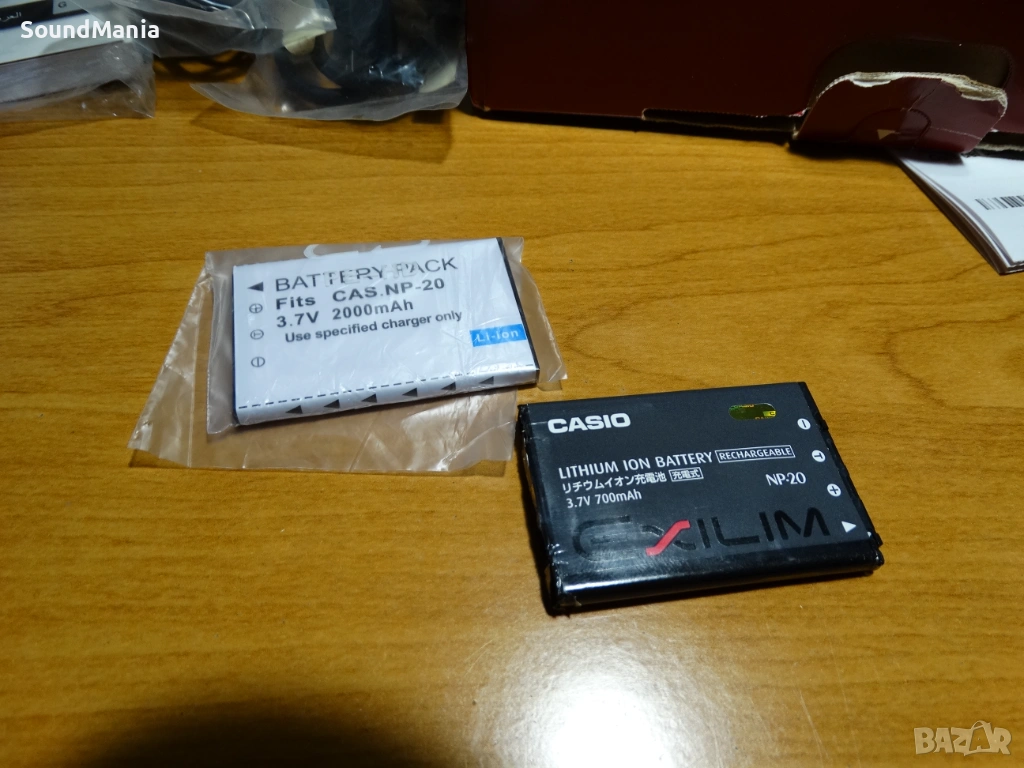 SoundMania
BATTERY PACK
Fits CAS.NP-20
3.7V 2000mAh
Use specified charger only
Li-ion
CASIO
LITHIUM ION BATTERY RECHARGEABLE
リチウムイオン充電池 充電式
3.7V 700mAh
NP-20
EXILIM
BAZAR